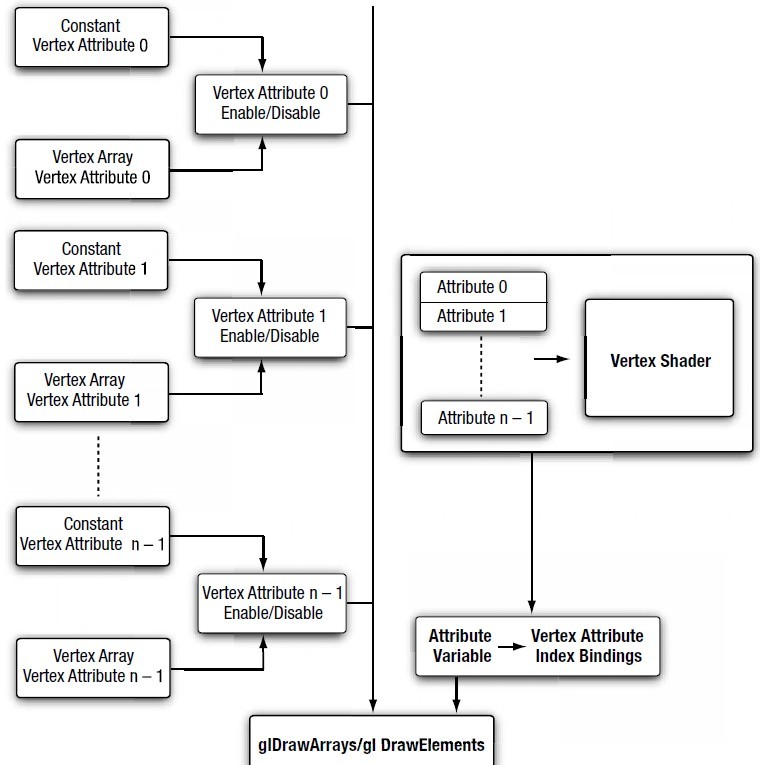 Constant
Vertex Attribute 0
Vertex Attribute 0
Enable/Disable
Vertex Array
Vertex Attribute 0
Constant
Vertex Attribute 1
Vertex Attribute 1
Enable/Disable
Vertex Array
Vertex Attribute 1
Constant
Vertex Attribute n – 1
Vertex Attribute n – 1
Enable/Disable
Vertex Array
Vertex Attribute n – 1
Attribute 0
Attribute 1
Attribute n – 1
Vertex Shader
Attribute
Variable
Vertex Attribute
Index Bindings
glDrawArrays/gl DrawElements